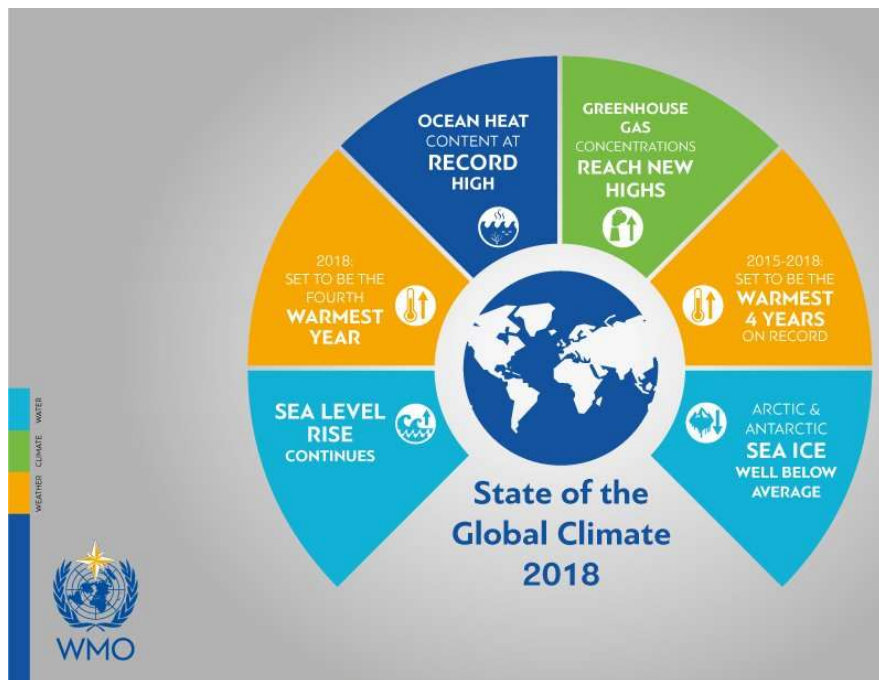 OCEAN HEAT
CONTENT AT
RECORD
HIGH
GREENHOUSE
GAS
CONCENTRATIONS
REACH NEW
HIGHS
2018:
SET TO BE THE
FOURTH
WARMEST
YEAR
2015-2018:
SET TO BE THE
WARMEST
4 YEARS
ON RECORD
SEA LEVEL
RISE
CONTINUES
ARCTIC &
ANTARCTIC
SEA ICE
WELL BELOW
AVERAGE
State of the
Global Climate
2018
WEATHER CLIMATE WATER
WMO